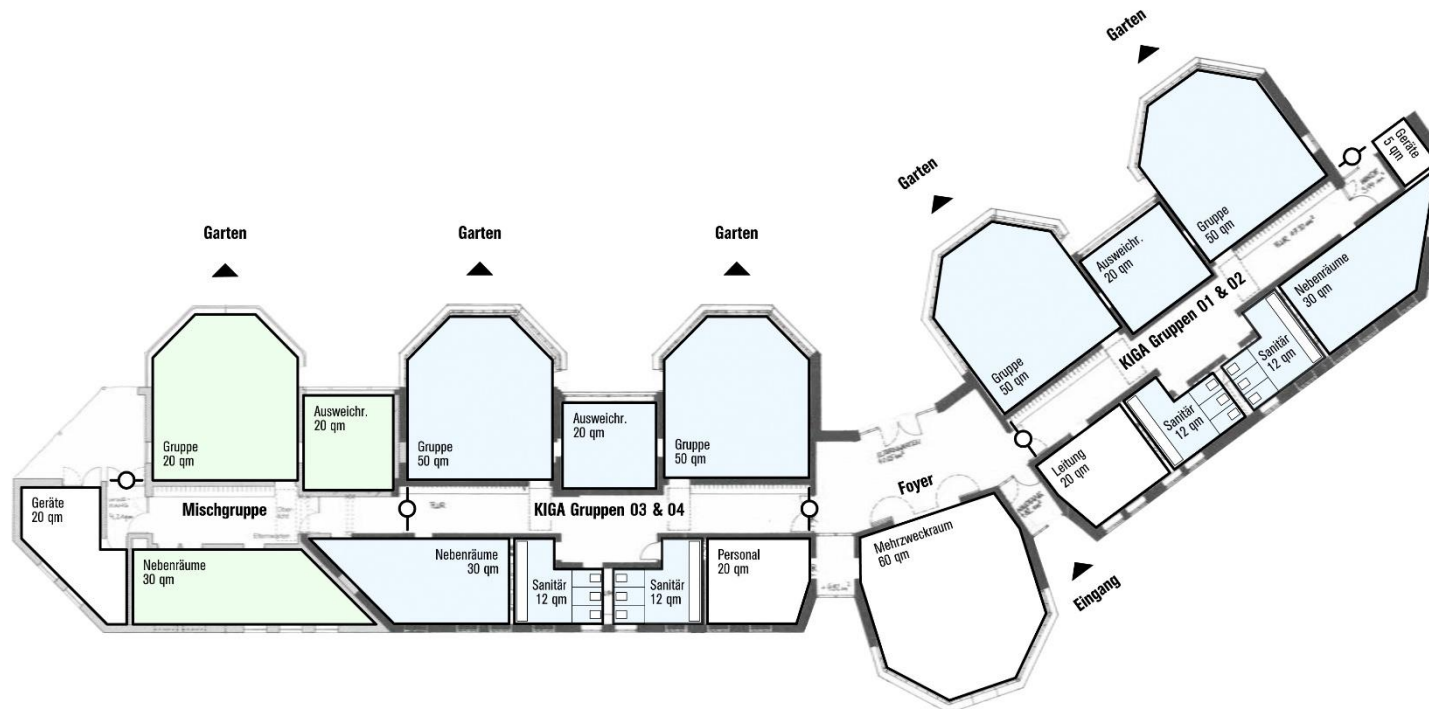 Garten
Garten
Geräte
5 qm
Gruppe
50 qm
Ausweichr.
20 qm
Nebenräume
30 qm
KIGA Gruppen 01 & 02
Gruppe
50 qm
Sanitär
12 qm
Sanitär
12 qm
Leitung
20 qm
Garten
Garten
Garten
Gruppe
20 qm
Ausweichr.
20 qm
Gruppe
50 qm
Ausweichr.
20 qm
Gruppe
50 qm
Geräte
20 qm
Mischgruppe
FLUR
KIGA Gruppen 03 & 04
Foyer
Nebenräume
30 qm
Nebenräume
30 qm
Sanitär
12 qm
Sanitär
12 qm
Personal
20 qm
Mehrzweckraum
60 qm
Eingang